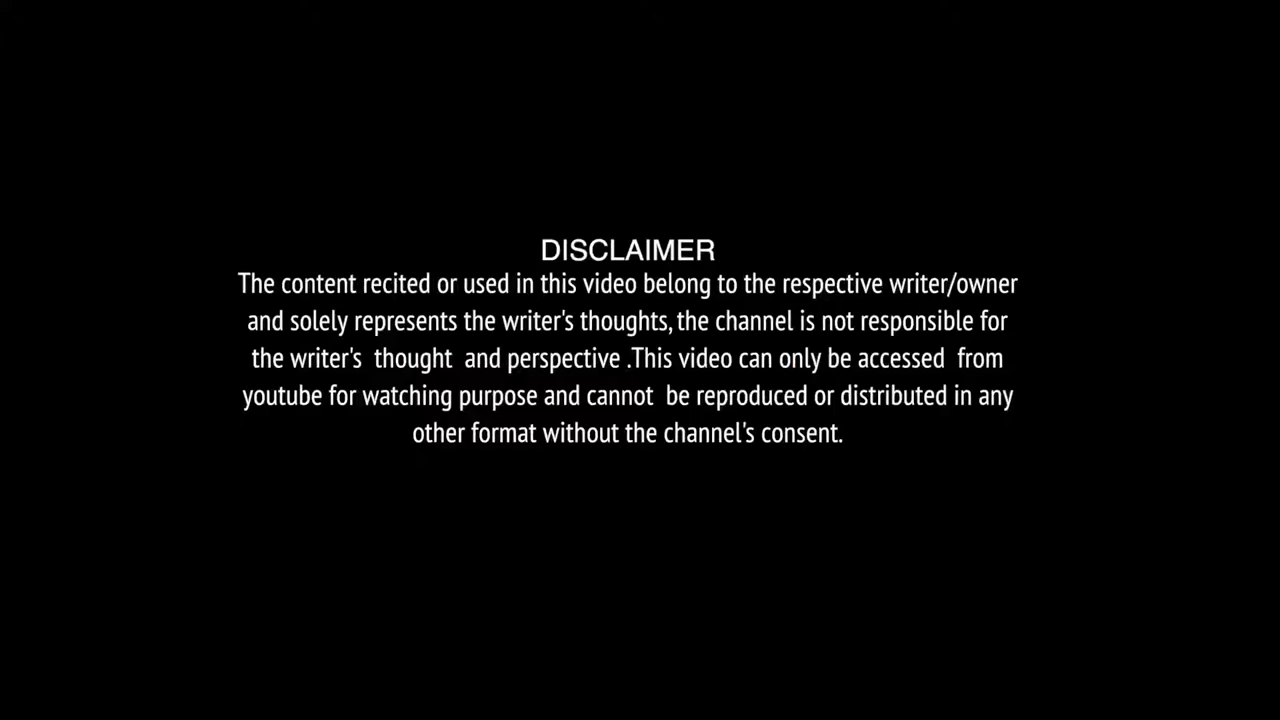 DISCLAIMER
The content recited or used in this video belong to the respective writer/owner
and solely represents the writer's thoughts, the channel is not responsible for
the writer's thought and perspective .This video can only be accessed from
youtube for watching purpose and cannot be reproduced or distributed in any
other format without the channel's consent.